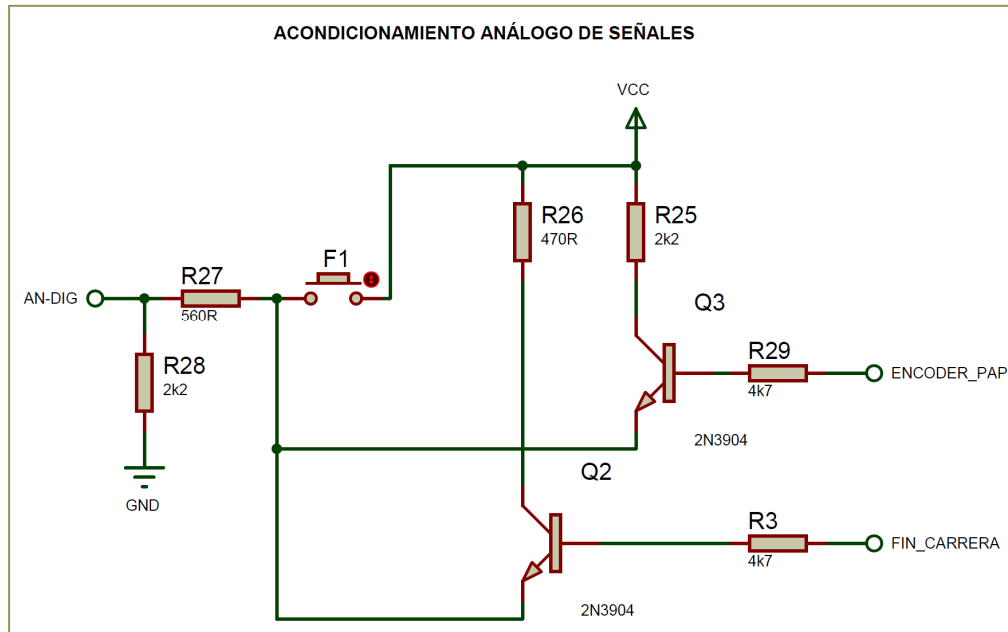 ACONDICIONAMIENTO ANÁLOGO DE SEÑALES
VCC
R26
470R
R25
2k2
F1
R27
560R
AN-DIG
R28
2k2
GND
Q3
2N3904
R29
4k7
ENCODER_PAP
Q2
2N3904
R3
4k7
FIN_CARRERA